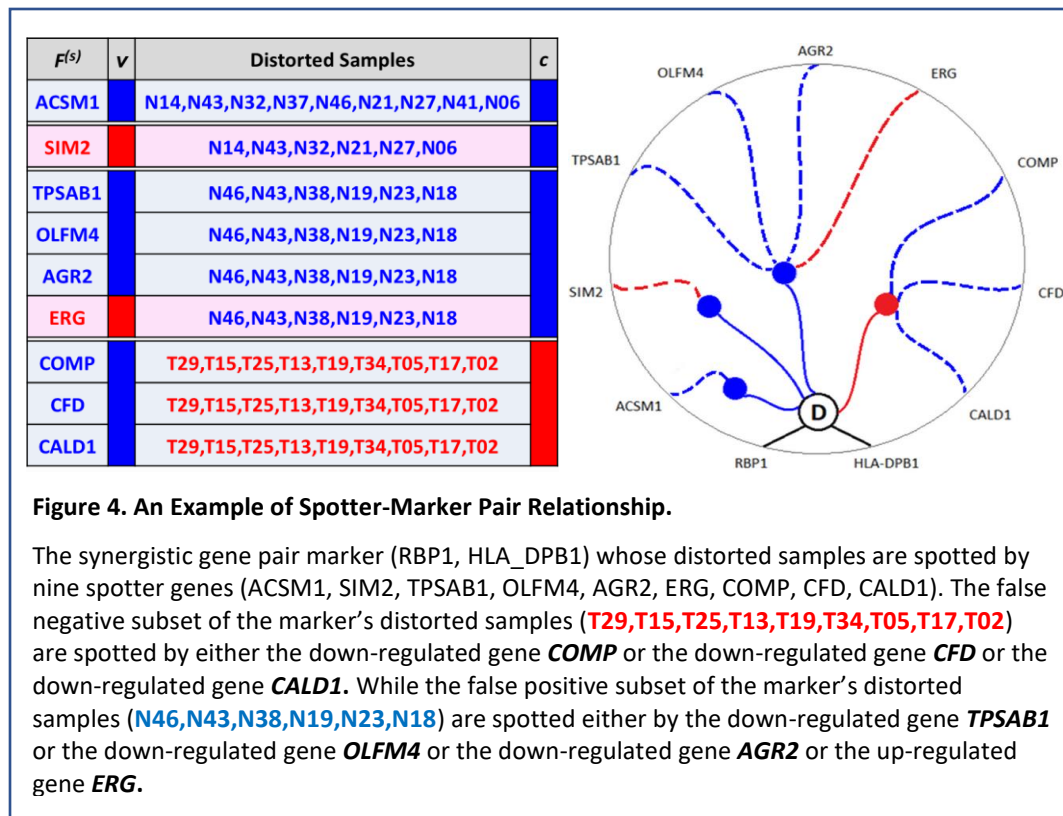 F(s) v Distorted Samples c
ACSM1 N14,N43,N32,N37,N46,N21,N27,N41,N06
SIM2 N14,N43,N32,N21,N27,N06
TPSAB1 N46,N43,N38,N19,N23,N18
OLFM4 N46,N43,N38,N19,N23,N18
AGR2 N46,N43,N38,N19,N23,N18
ERG N46,N43,N38,N19,N23,N18
COMP T29,T15,T25,T13,T19,T34,T05,T17,T02
CFD T29,T15,T25,T13,T19,T34,T05,T17,T02
CALD1 T29,T15,T25,T13,T19,T34,T05,T17,T02
AGR2
OLFM4
ERG
TPSAB1
COMP
SIM2
CFD
ACSM1
CALD1
D
RBP1
HLA-DPB1
Figure 4. An Example of Spotter-Marker Pair Relationship.
The synergistic gene pair marker (RBP1, HLA_DPB1) whose distorted samples are spotted by
nine spotter genes (ACSM1, SIM2, TPSAB1, OLFM4, AGR2, ERG, COMP, CFD, CALD1). The false
negative subset of the marker's distorted samples (T29,T15,T25,T13,T19,T34,T05,T17,T02)
are spotted by either the down-regulated gene COMP or the down-regulated gene CFD or the
down-regulated gene CALD1. While the false positive subset of the marker's distorted
samples (N46,N43,N38,N19,N23,N18) are spotted either by the down-regulated gene TPSAB1
or the down-regulated gene OLFM4 or the down-regulated gene AGR2 or the up-regulated
gene ERG.